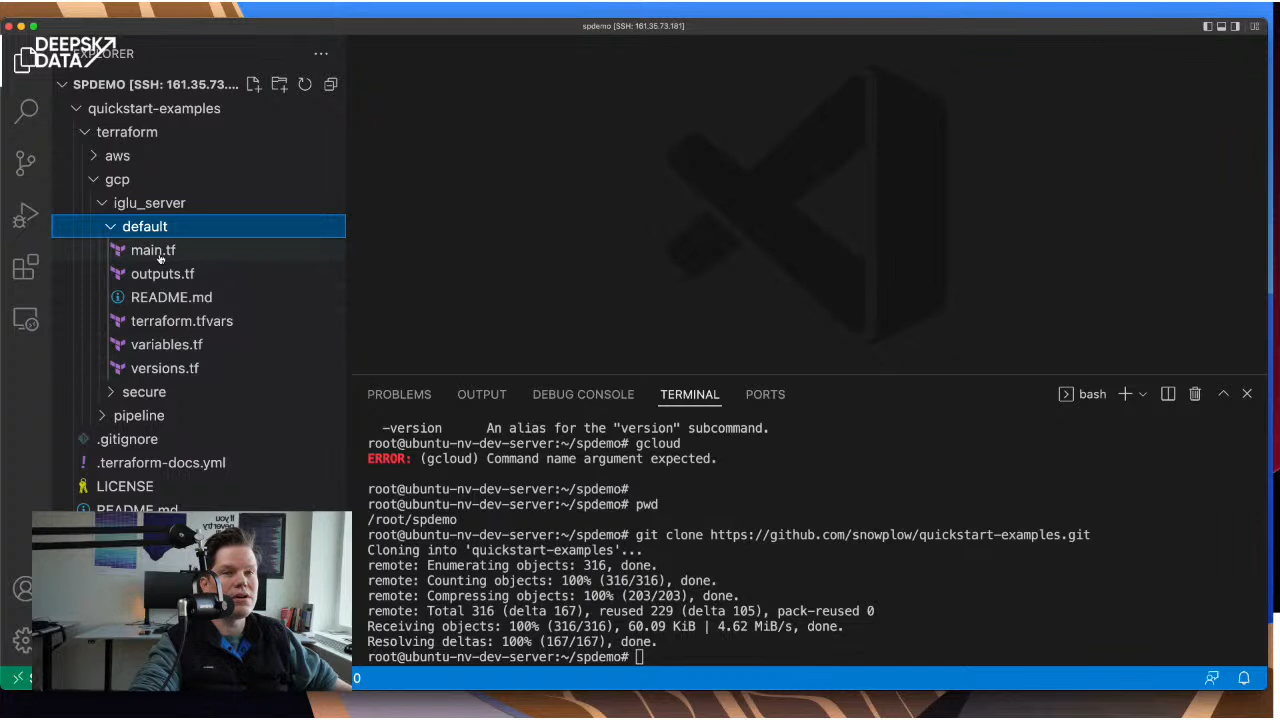 spdemo [SSH: 161.35.73.181]
DEEPSKY
DATA
EXPLORER
SPDEMO [SSH: 161.35.73....
quickstart-examples
terraform
aws
gcp
iglu_server
default
main.tf
outputs.tf
README.md
terraform.tfvars
variables.tf
versions.tf
secure
pipeline
.gitignore
.terraform-docs.yml
LICENSE
README.md
PROBLEMS
OUTPUT
DEBUG CONSOLE
TERMINAL
PORTS
bash
-version An alias for the "version" subcommand.
root@ubuntu-nv-dev-server:~/spdemo# gcloud
ERROR: (gcloud) Command name argument expected.
root@ubuntu-nv-dev-server:~/spdemo#
root@ubuntu-nv-dev-server:~/spdemo# pwd
/root/spdemo
root@ubuntu-nv-dev-server:~/spdemo# git clone https://github.com/snowplow/quickstart-examples.git
Cloning into 'quickstart-examples'...
remote: Enumerating objects: 316, done.
remote: Counting objects: 100% (316/316), done.
remote: Compressing objects: 100% (203/203), done.
remote: Total 316 (delta 167), reused 229 (delta 105), pack-reused 0
Receiving objects: 100% (316/316), 60.09 KiB | 4.62 MiB/s, done.
Resolving deltas: 100% (167/167), done.
root@ubuntu-nv-dev-server:~/spdemo#
0